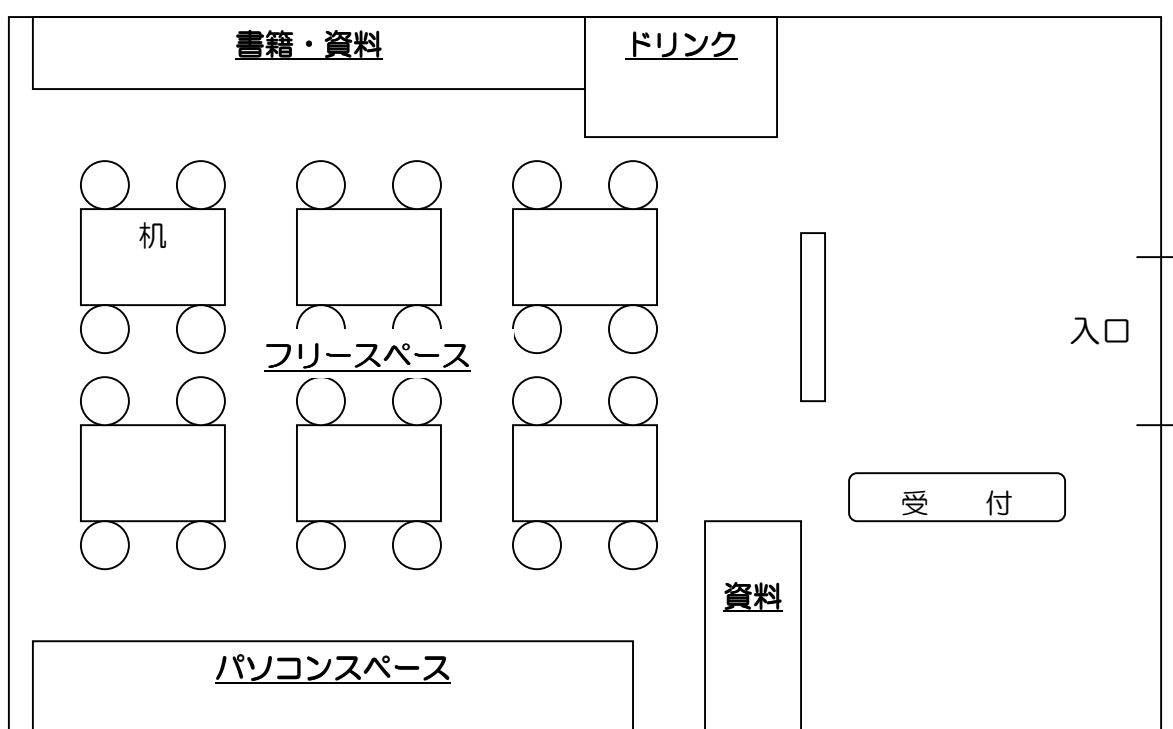 書籍・資料
ドリンク
机
入口
フリースペース
受　付
資料
パソコンスペース